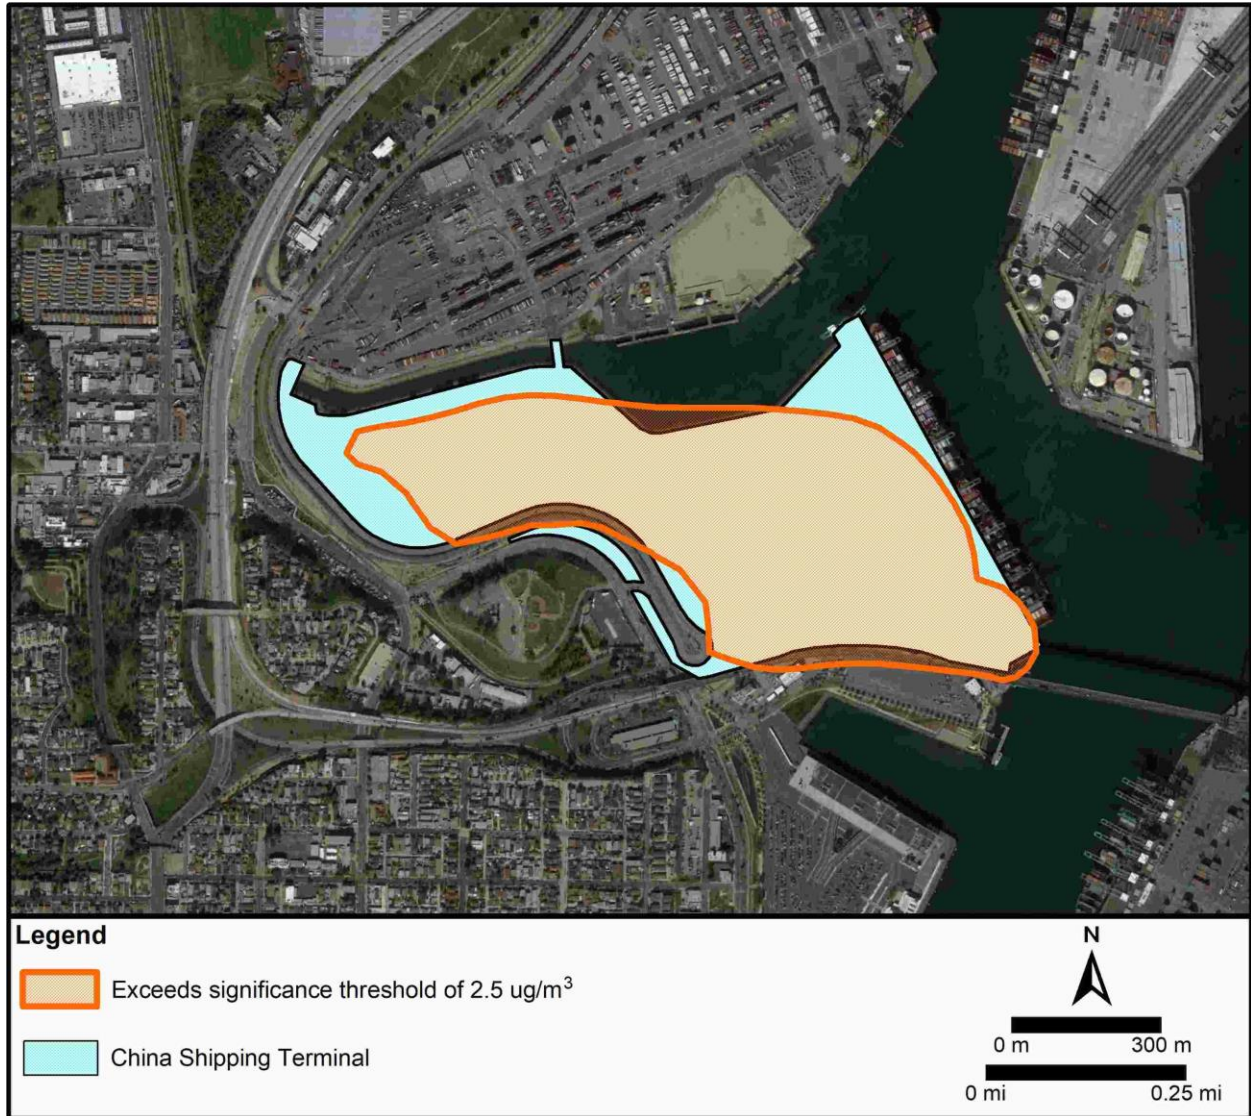 Legend
Exceeds significance threshold of 2.5 ug/m³
China Shipping Terminal
N
0 m 300 m
0 mi 0.25 mi